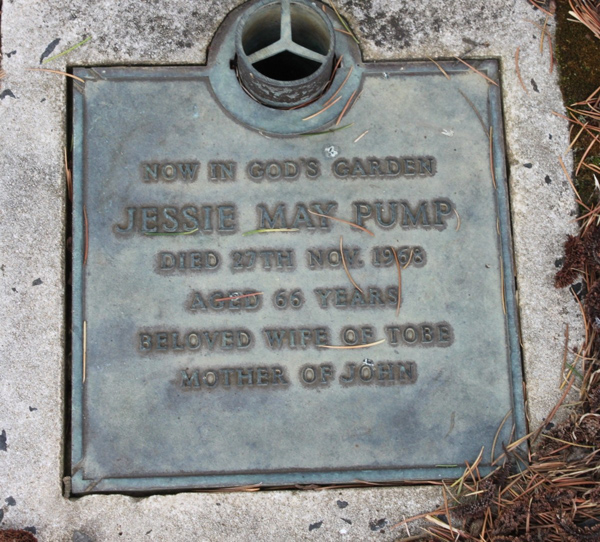 NOW IN GOD'S GARDEN
JESSIE MAY PUMP
DIED 27TH NOV. 1968
AGED 66 YEARS
BELOVED WIFE OF TOBE
MOTHER OF JOHN